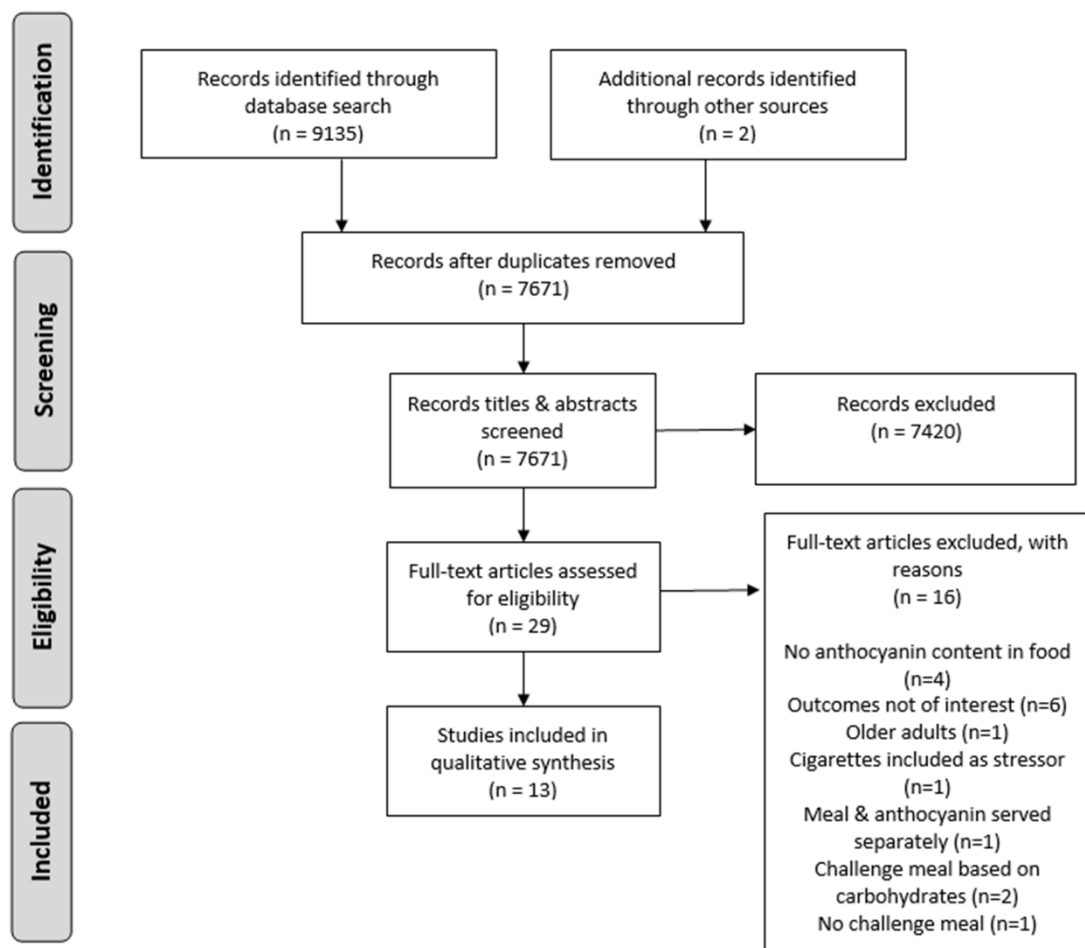 Identification
Records identified through
database search
(n = 9135)
Additional records identified
through other sources
(n = 2)
Records after duplicates removed
(n = 7671)
Screening
Records titles & abstracts
screened
(n = 7671)
Records excluded
(n = 7420)
Eligibility
Full-text articles assessed
for eligibility
(n = 29)
Full-text articles excluded, with
reasons
(n = 16)
No anthocyanin content in food
(n=4)
Outcomes not of interest (n=6)
Older adults (n=1)
Cigarettes included as stressor
(n=1)
Meal & anthocyanin served
separately (n=1)
Challenge meal based on
carbohydrates (n=2)
No challenge meal (n=1)
Included
Studies included in
qualitative synthesis
(n = 13)